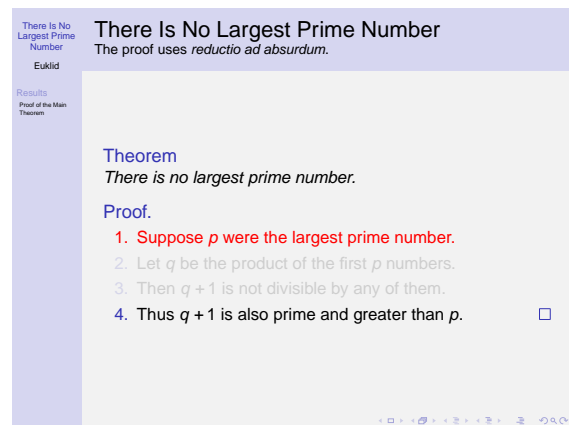 There Is No
Largest Prime
Number
Euklid
Results
Proof of the Main
Theorem
There Is No Largest Prime Number
The proof uses reductio ad absurdum.
Theorem
There is no largest prime number.
Proof.
1. Suppose p were the largest prime number.
2. Let q be the product of the first p numbers.
3. Then q + 1 is not divisible by any of them.
4. Thus q + 1 is also prime and greater than p. □